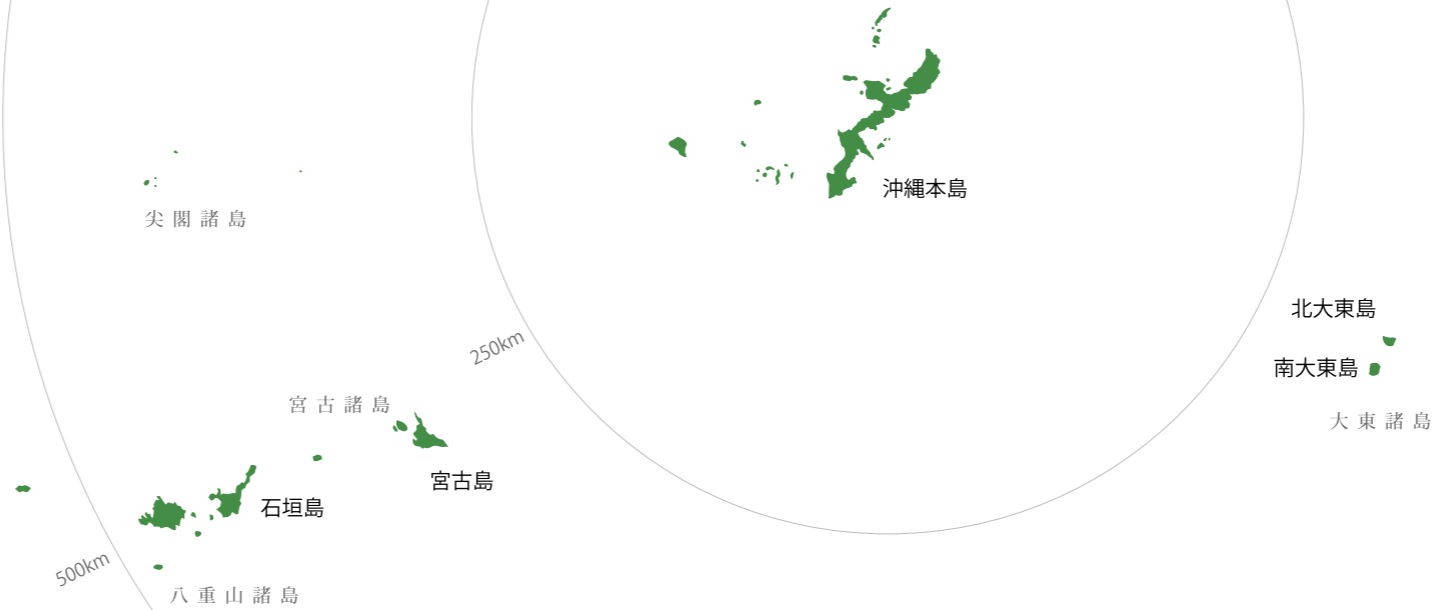 沖縄本島
尖閣諸島
北大東島
250km
南大東島
宮古諸島
大東諸島
宮古島
石垣島
500km
八重山諸島